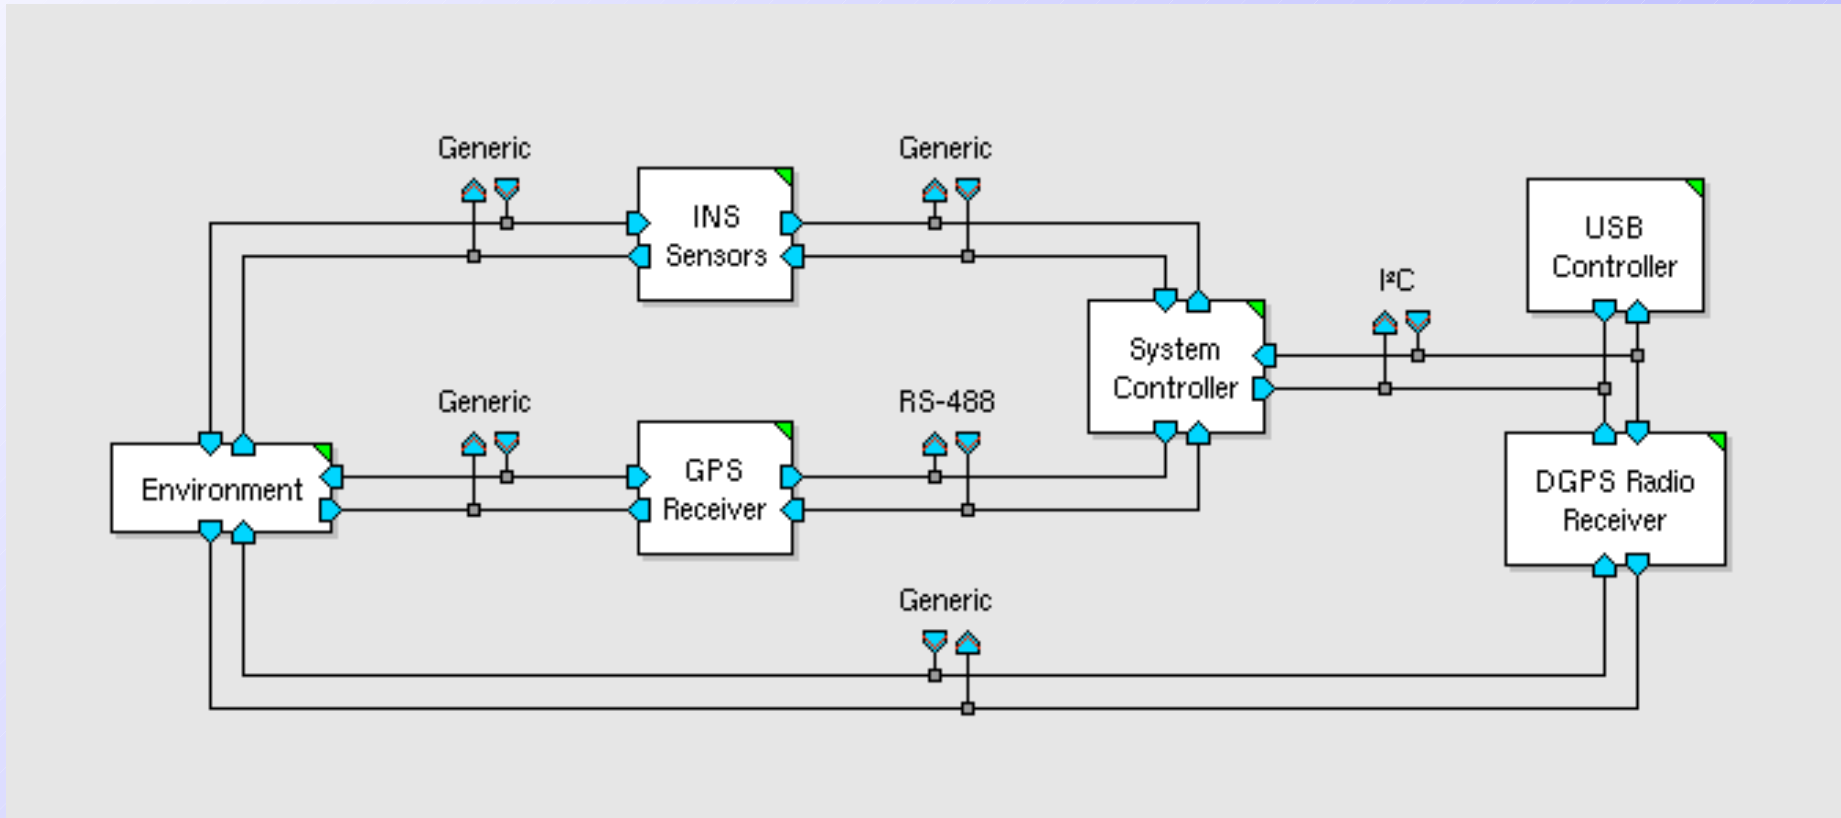 Generic
Generic
INS
Sensors
USB
Controller
I²C
System
Controller
Generic
RS-488
Environment
GPS
Receiver
DGPS Radio
Receiver
Generic